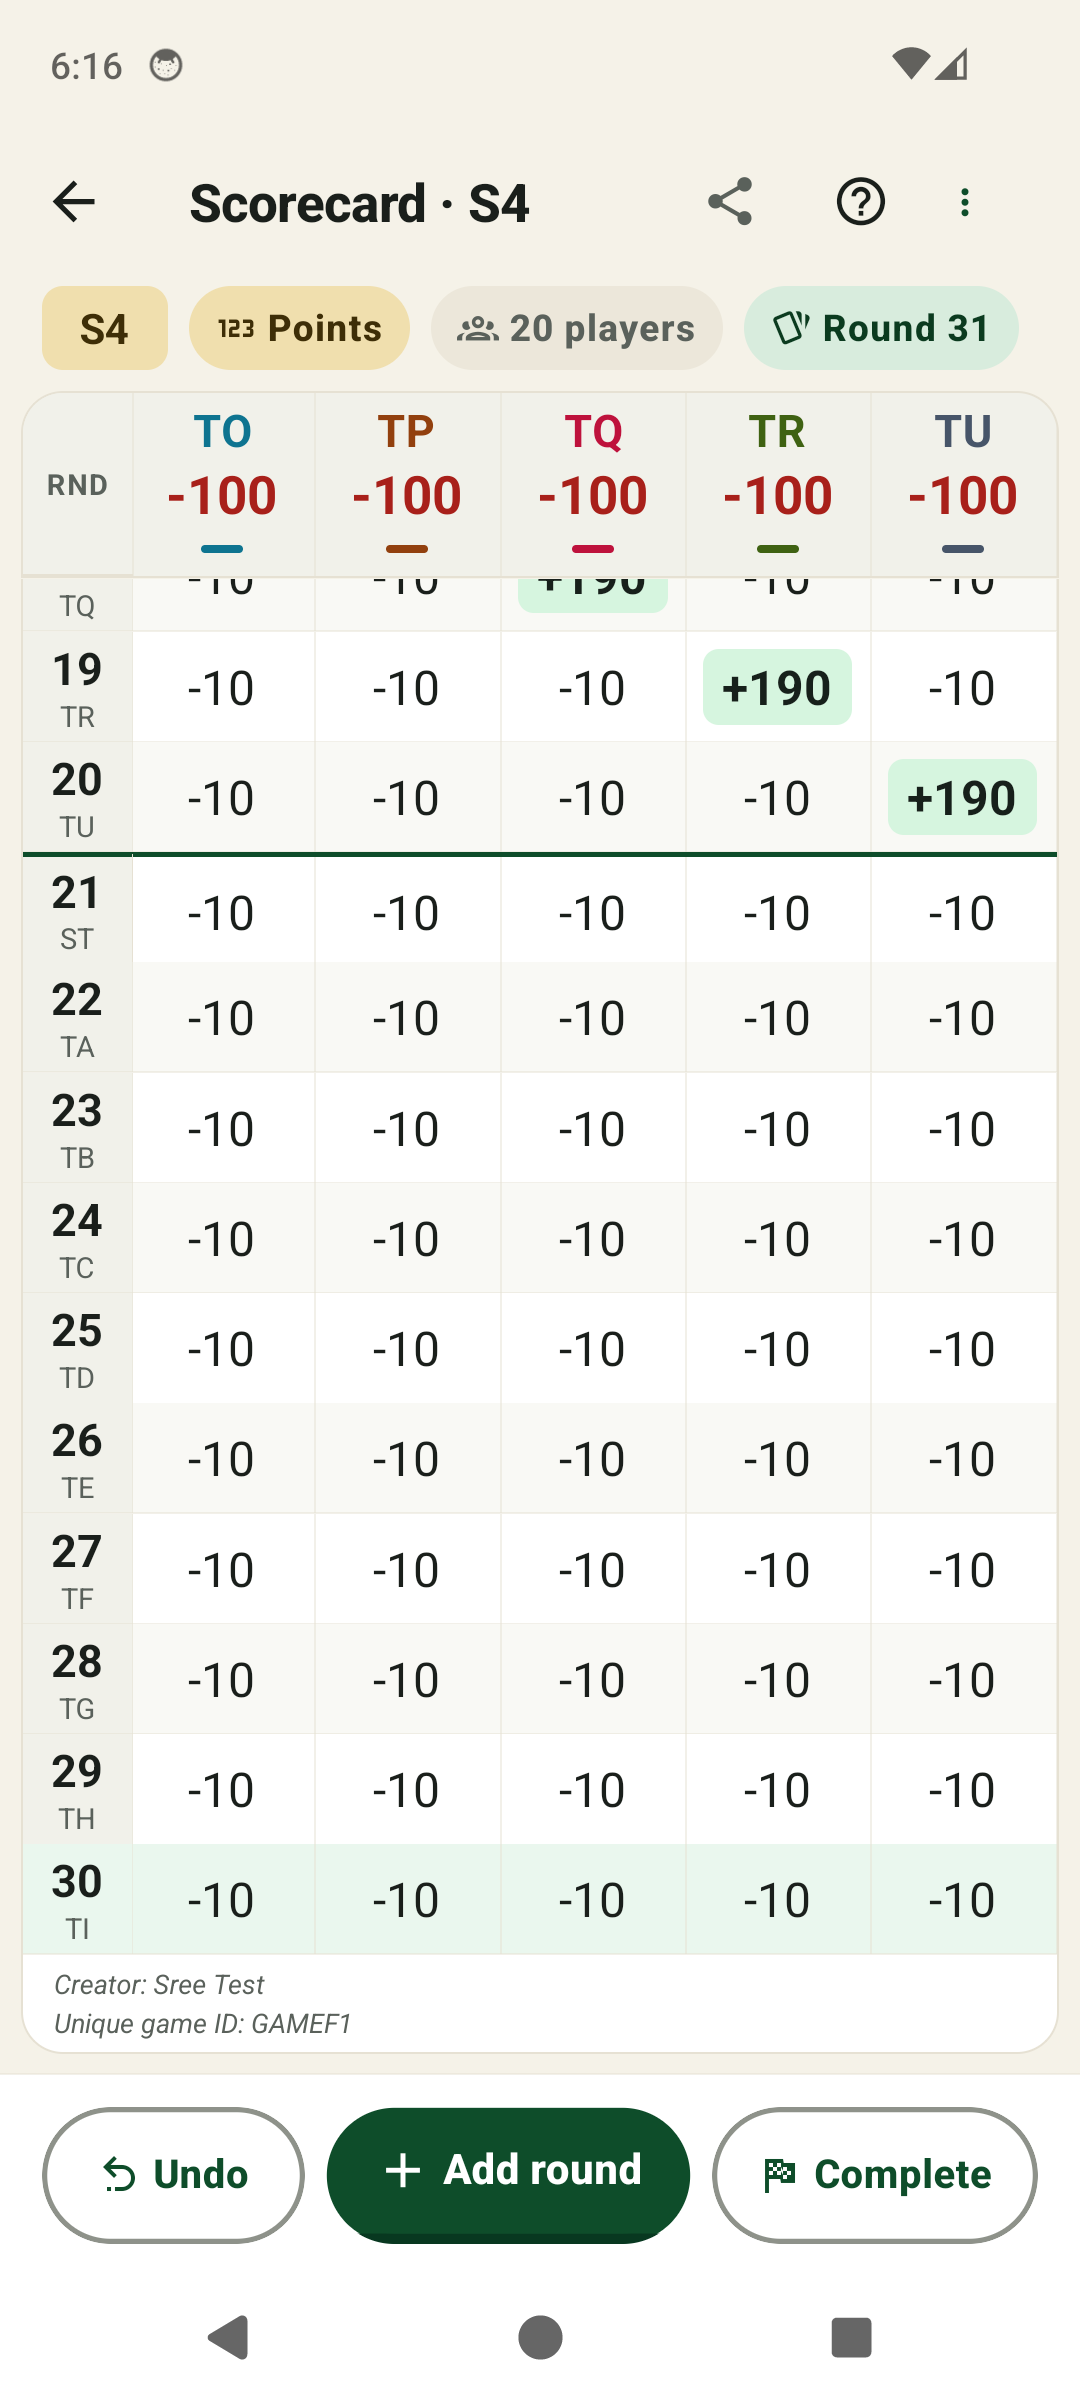 6:16
Scorecard · S4
S4 123 Points 20 players Round 31
RND TO TP TQ TR TU
-100 -100 -100 -100 -100
TQ -10 -10 +190 -10 -10
19 TR -10 -10 -10 +190 -10
20 TU -10 -10 -10 -10 +190
21 ST -10 -10 -10 -10 -10
22 TA -10 -10 -10 -10 -10
23 TB -10 -10 -10 -10 -10
24 TC -10 -10 -10 -10 -10
25 TD -10 -10 -10 -10 -10
26 TE -10 -10 -10 -10 -10
27 TF -10 -10 -10 -10 -10
28 TG -10 -10 -10 -10 -10
29 TH -10 -10 -10 -10 -10
30 TI -10 -10 -10 -10 -10
Creator: Sree Test
Unique game ID: GAMEF1
Undo + Add round Complete